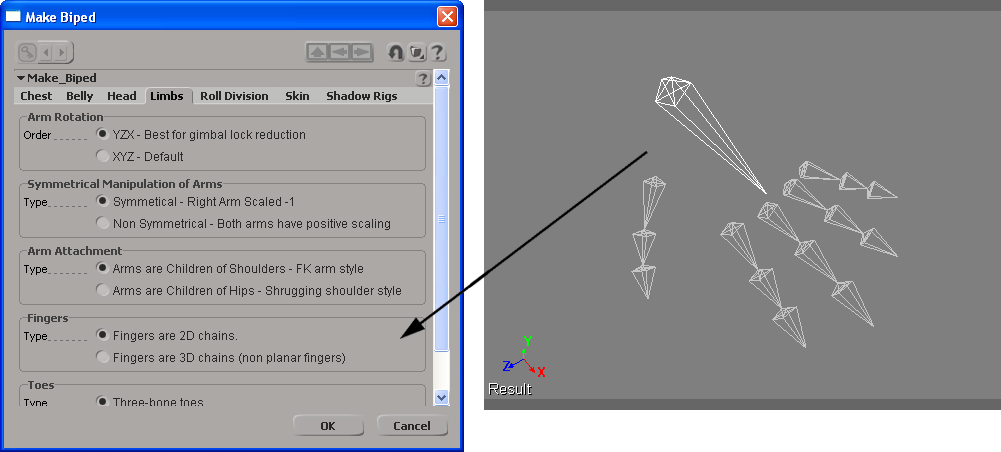 Make Biped
Make_Biped
Chest Belly Head Limbs Roll Division Skin Shadow Rigs
Arm Rotation
Order YZX - Best for gimbal lock reduction
XYZ - Default
Symmetrical Manipulation of Arms
Type Symmetical - Right Arm Scaled -1
Non Symmetrical - Both arms have positive scaling
Arm Attachment
Type Arms are Children of Shoulders - FK arm style
Arms are Children of Hips - Shrugging shoulder style
Fingers
Type Fingers are 2D chains.
Fingers are 3D chains (non planar fingers)
Toes
Type Three-bone toes
OK Cancel
Y
Z X
Result